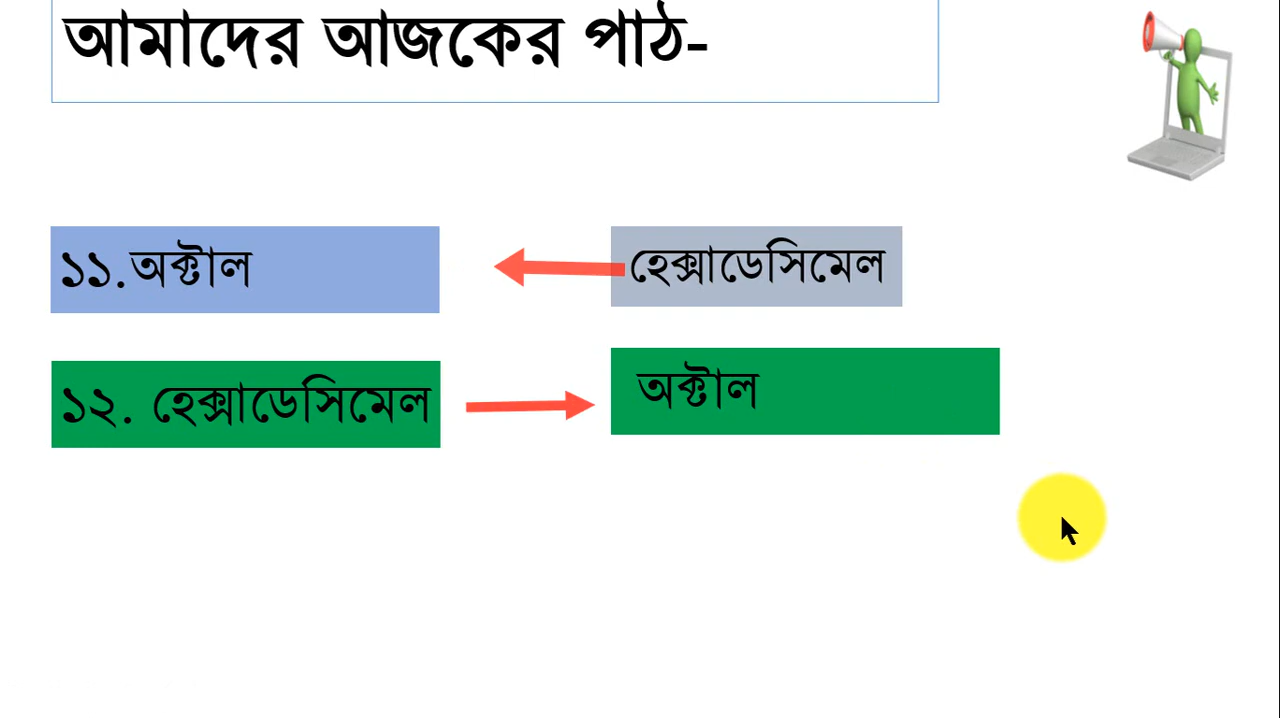 আমাদের আজকের পাঠ-
১১.অক্টাল হেক্সাডেসিমেল
১২. হেক্সাডেসিমেল অক্টাল